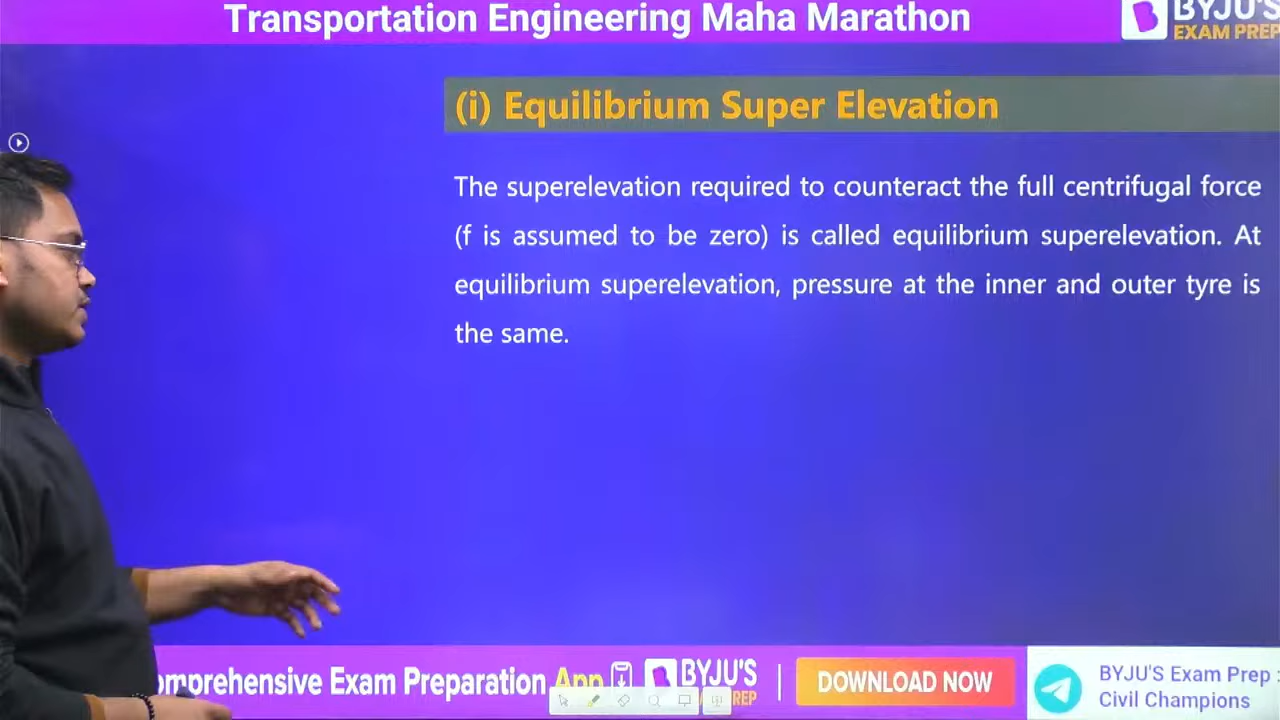 Transportation Engineering Maha Marathon
BYJU'S
EXAM PREP
(i) Equilibrium Super Elevation
The superelevation required to counteract the full centrifugal force
(f is assumed to be zero) is called equilibrium superelevation. At
equilibrium superelevation, pressure at the inner and outer tyre is
the same.
Exam Preparation App
BYJU'S
DOWNLOAD NOW
BYJU'S Exam Prep :
Civil Champions